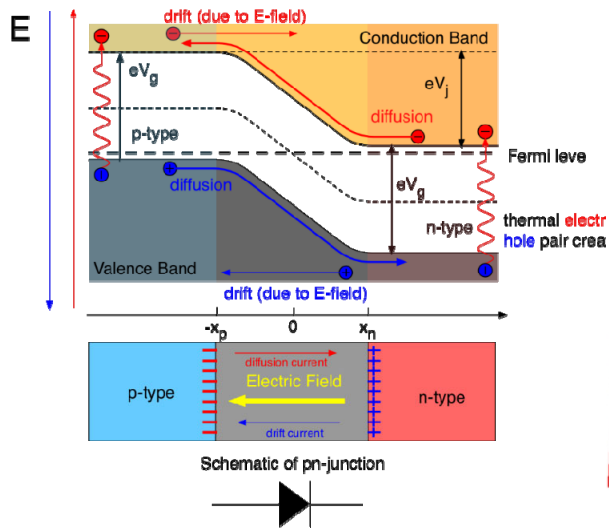 drift (due to E-field)
E
Conduction Band
eVg
eVj
diffusion
p-type
Fermi leve
diffusion
eVg
n-type
thermal electr
hole pair crea
Valence Band
drift (due to E-field)
-xp
0
xn
diffusion current
Electric Field
p-type
n-type
drift current
Schematic of pn-junction